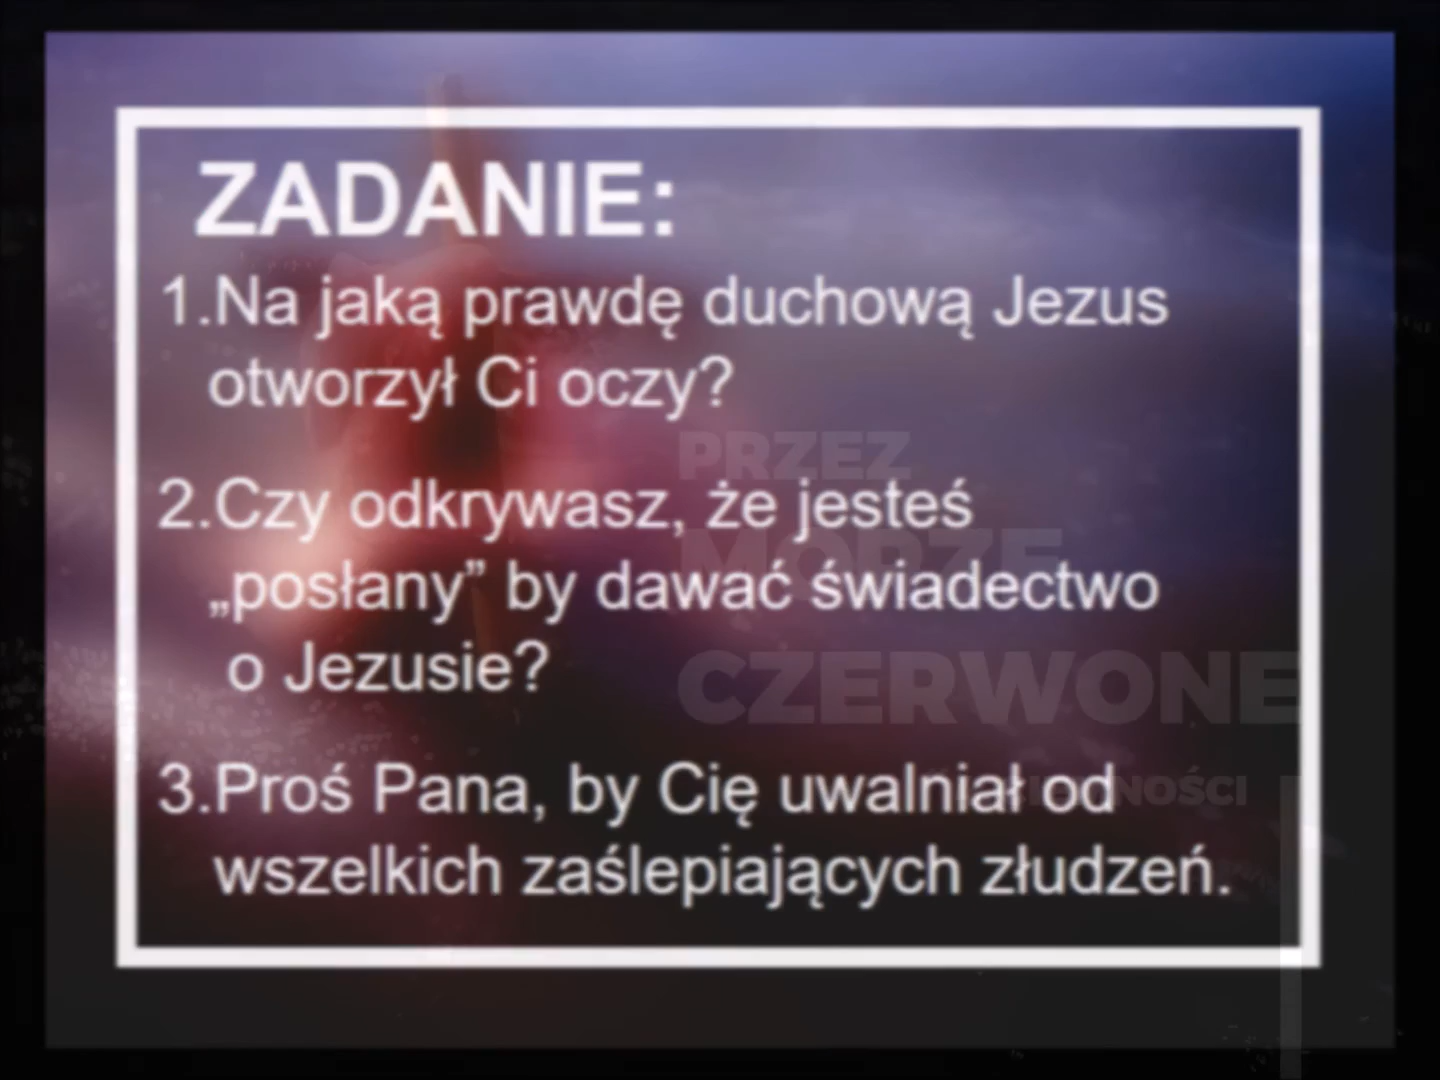 ZADANIE:
1.Na jaką prawdę duchową Jezus
otworzył Ci oczy?
2.Czy odkrywasz, że jesteś
„posłany” by dawać świadectwo
o Jezusie?
3.Proś Pana, by Cię uwalniał od
wszelkich zaślepiających złudzeń.
PRZEZ
MORZE
CZERWONE